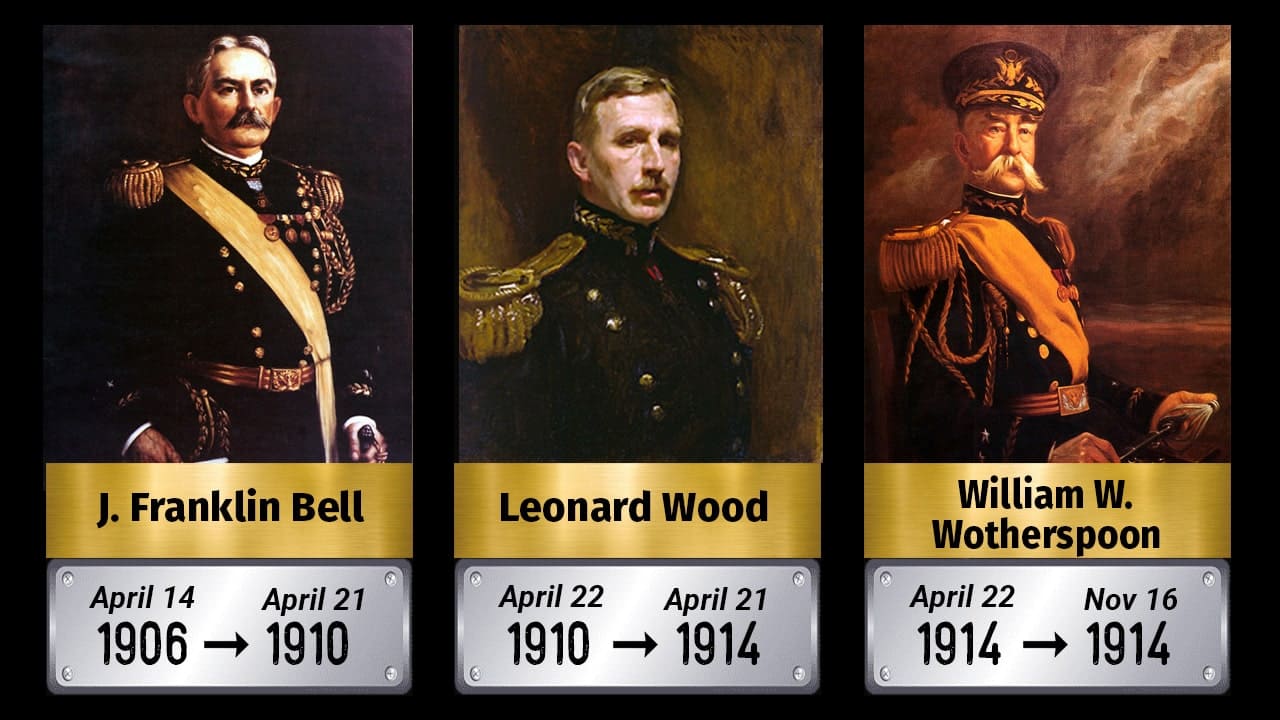 J. Franklin Bell
April 14 April 21
1906 → 1910
Leonard Wood
April 22 April 21
1910 → 1914
William W.
Wotherspoon
April 22 Nov 16
1914 → 1914